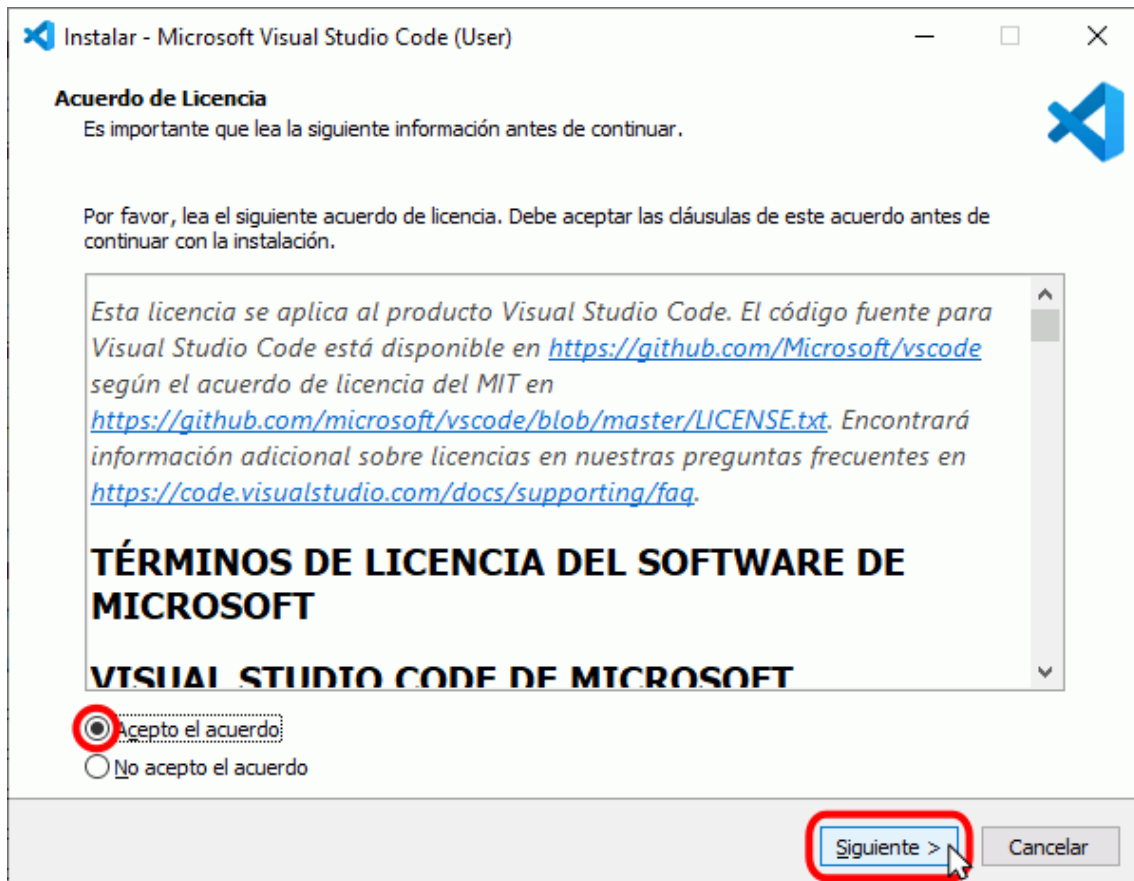 Instalar - Microsoft Visual Studio Code (User)
Acuerdo de Licencia
Es importante que lea la siguiente información antes de continuar.
Por favor, lea el siguiente acuerdo de licencia. Debe aceptar las cláusulas de este acuerdo antes de
continuar con la instalación.
Esta licencia se aplica al producto Visual Studio Code. El código fuente para
Visual Studio Code está disponible en https://github.com/Microsoft/vscode
según el acuerdo de licencia del MIT en
https://github.com/microsoft/vscode/blob/master/LICENSE.txt. Encontrará
información adicional sobre licencias en nuestras preguntas frecuentes en
https://code.visualstudio.com/docs/supporting/faq.
TÉRMINOS DE LICENCIA DEL SOFTWARE DE
MICROSOFT
VISUAL STUDIO CODE DE MICROSOFT
Acepto el acuerdo
No acepto el acuerdo
Siguiente >
Cancelar